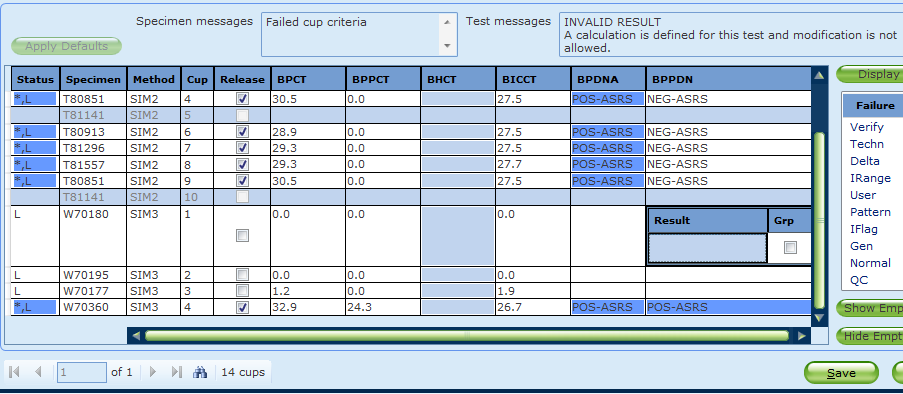 Specimen messages Failed cup criteria Test messages INVALID RESULT
A calculation is defined for this test and modification is not
allowed.
Apply Defaults
Status Specimen Method Cup Release BPCT BPPCT BHCT BICCT BPDNA BPPDN
*,L T80851 SIM2 4 30.5 0.0 27.5 POS-ASRS NEG-ASRS
T81141 SIM2 5
*,L T80913 SIM2 6 28.9 0.0 27.5 POS-ASRS NEG-ASRS
*,L T81296 SIM2 7 29.3 0.0 27.5 POS-ASRS NEG-ASRS
*,L T81557 SIM2 8 29.3 0.0 27.7 POS-ASRS NEG-ASRS
*,L T80851 SIM2 9 30.5 0.0 27.5 POS-ASRS NEG-ASRS
T81141 SIM2 10
L W70180 SIM3 1 0.0 0.0 0.0 Result Grp
L W70195 SIM3 2 0.0 0.0 0.0
L W70177 SIM3 3 1.2 0.0 1.9
*,L W70360 SIM3 4 32.9 24.3 26.7 POS-ASRS POS-ASRS
Display
Failure
Verify
Techn
Delta
IRange
User
Pattern
IFlag
Gen
Normal
QC
Show Emp
Hide Empt
1 of 1 14 cups
Save